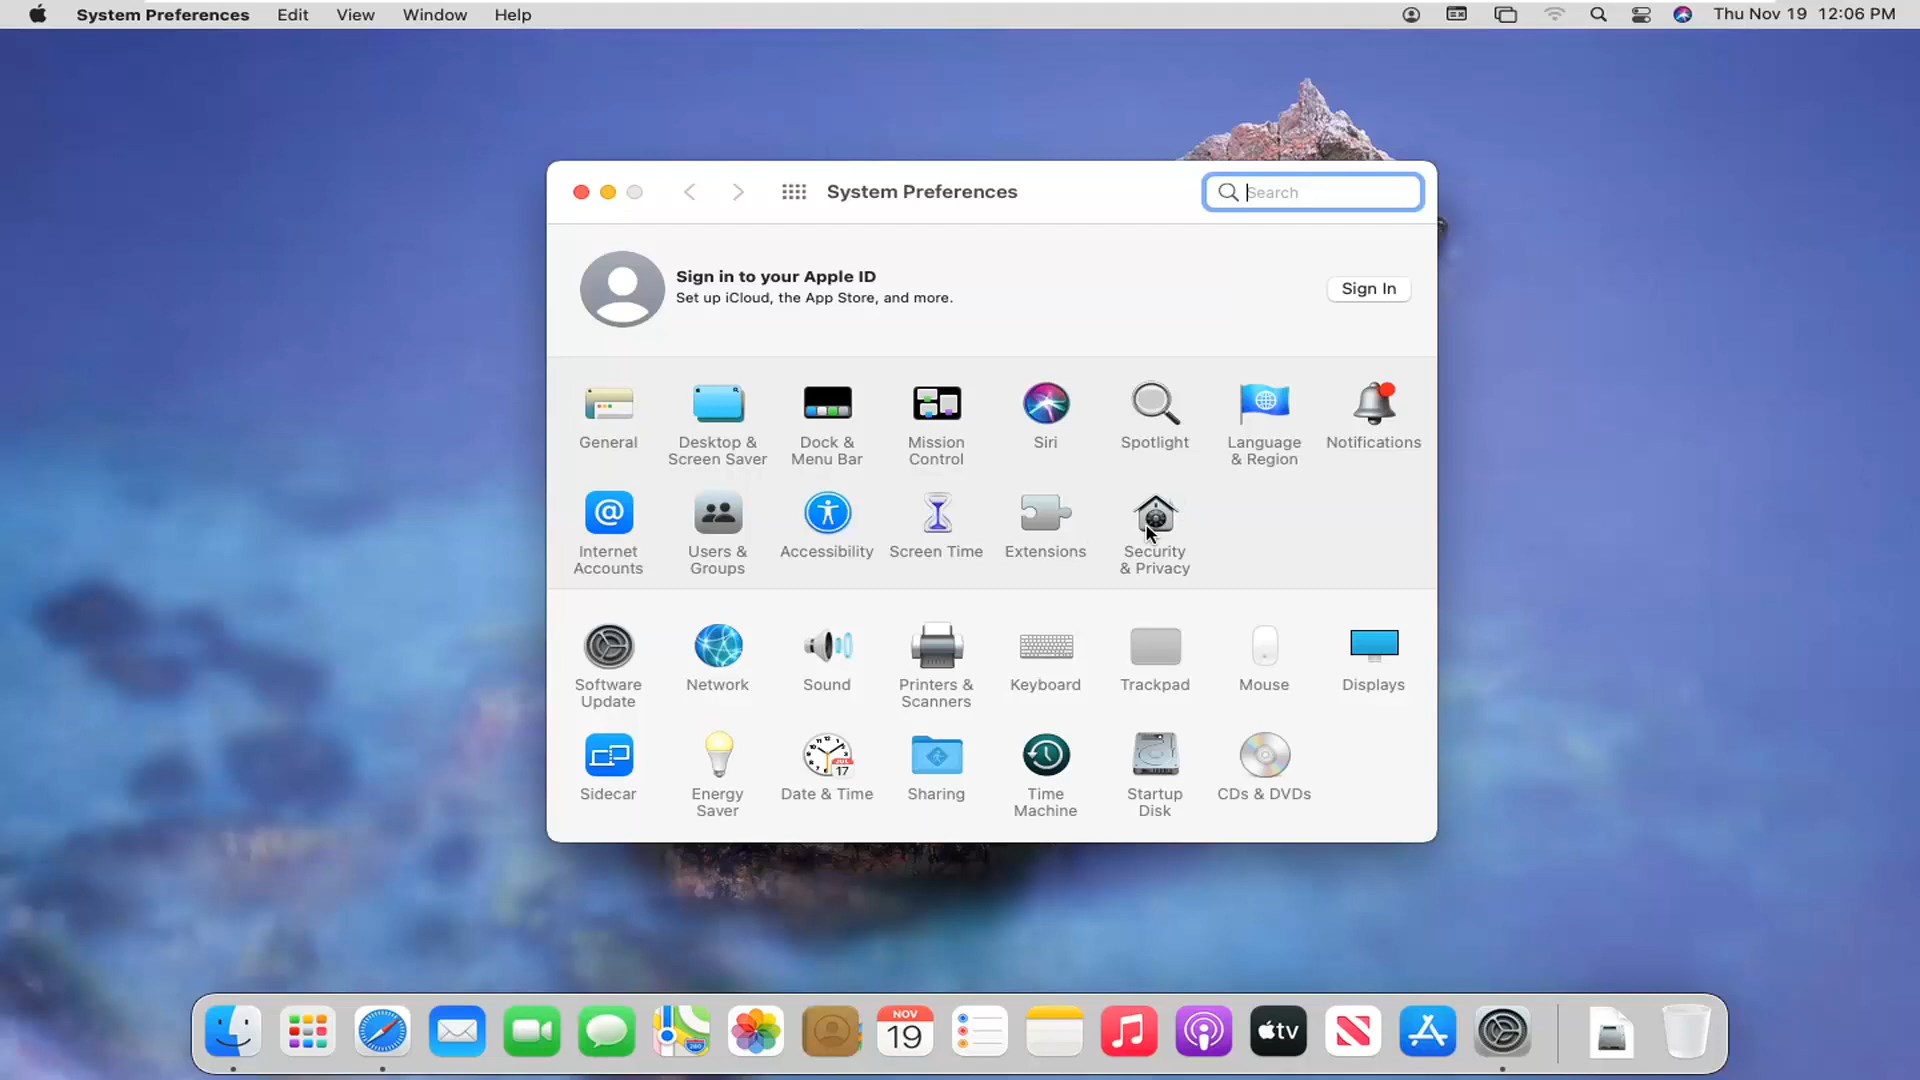 System Preferences Edit View Window Help Thu Nov 19 12:06 PM
System Preferences
Search
Sign in to your Apple ID
Set up iCloud, the App Store, and more.
Sign In
General
Desktop &
Screen Saver
Dock &
Menu Bar
Mission
Control
Siri
Spotlight
Language
& Region
Notifications
Internet
Accounts
Users &
Groups
Accessibility
Screen Time
Extensions
Security
& Privacy
Software
Update
Network
Sound
Printers &
Scanners
Keyboard
Trackpad
Mouse
Displays
Sidecar
Energy
Saver
JUL
17
Date & Time
Sharing
Time
Machine
Startup
Disk
CDs & DVDs
NOV
19
tv